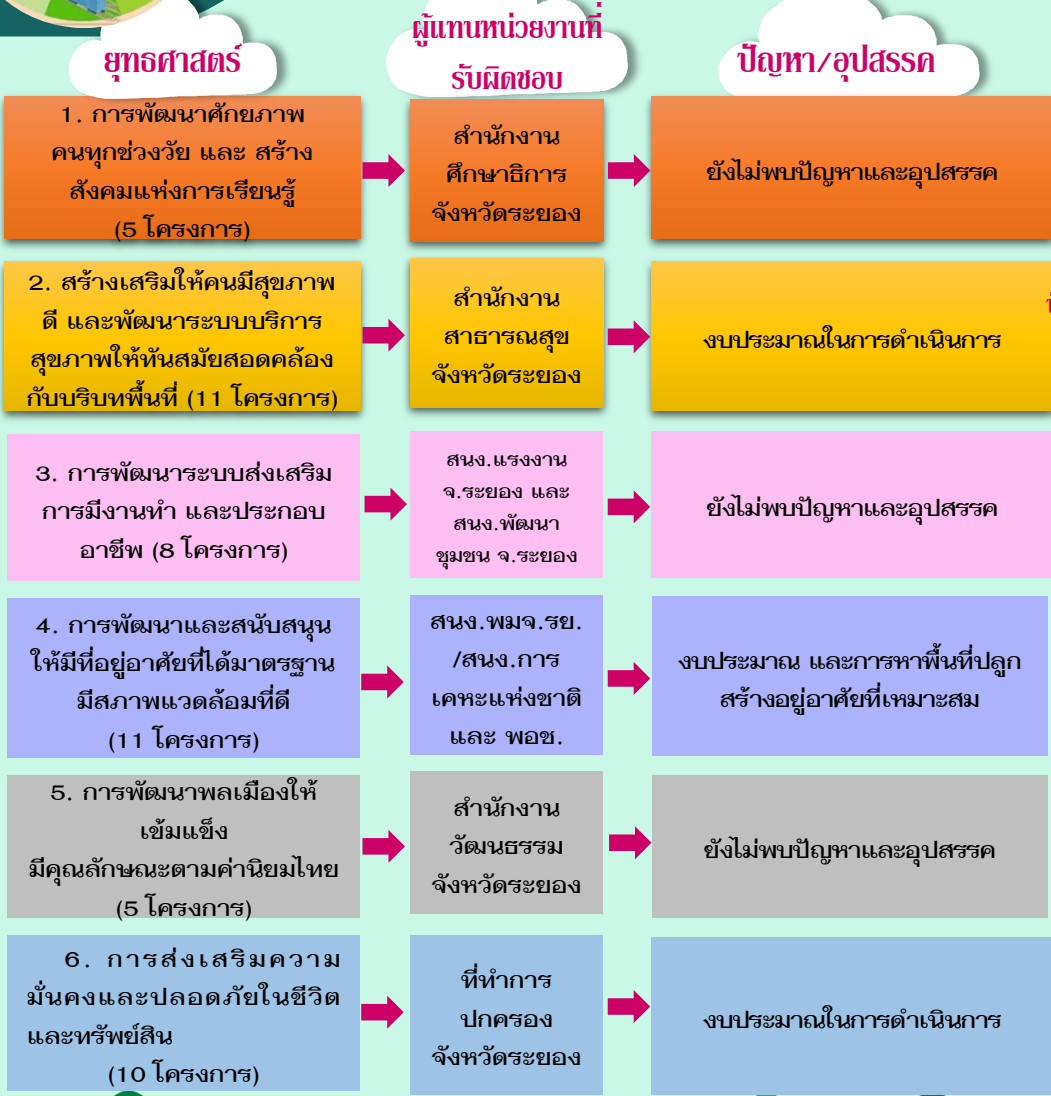 ยุทธศาสตร์
ผู้แทนหน่วยงานที่
รับผิดชอบ
ปัญหา/อุปสรรค
1. การพัฒนาศักยภาพ
คนทุกช่วงวัย และ สร้าง
สังคมแห่งการเรียนรู้
(5 โครงการ)
สำนักงาน
ศึกษาธิการ
จังหวัดระยอง
ยังไม่พบปัญหาและอุปสรรค
2. สร้างเสริมให้คนมีสุขภาพ
ดี และพัฒนาระบบบริการ
สุขภาพให้ทันสมัยสอดคล้อง
กับบริบทพื้นที่ (11 โครงการ)
สำนักงาน
สาธารณสุข
จังหวัดระยอง
งบประมาณในการดำเนินการ
3. การพัฒนาระบบส่งเสริม
การมีงานทำ และประกอบ
อาชีพ (8 โครงการ)
สนง.แรงงาน
จ.ระยอง และ
สนง.พัฒนา
ชุมชน จ.ระยอง
ยังไม่พบปัญหาและอุปสรรค
4. การพัฒนาและสนับสนุน
ให้มีที่อยู่อาศัยที่ได้มาตรฐาน
มีสภาพแวดล้อมที่ดี
(11 โครงการ)
สนง.พมจ.รย.
/สนง.การ
เคหะแห่งชาติ
และ พอช.
งบประมาณ และการหาพื้นที่ปลูก
สร้างอยู่อาศัยที่เหมาะสม
5. การพัฒนาพลเมืองให้
เข้มแข็ง
มีคุณลักษณะตามค่านิยมไทย
(5 โครงการ)
สำนักงาน
วัฒนธรรม
จังหวัดระยอง
ยังไม่พบปัญหาและอุปสรรค
6. การส่งเสริมความ
มั่นคงและปลอดภัยในชีวิต
และทรัพย์สิน
(10 โครงการ)
ที่ทำการ
ปกครอง
จังหวัดระยอง
งบประมาณในการดำเนินการ